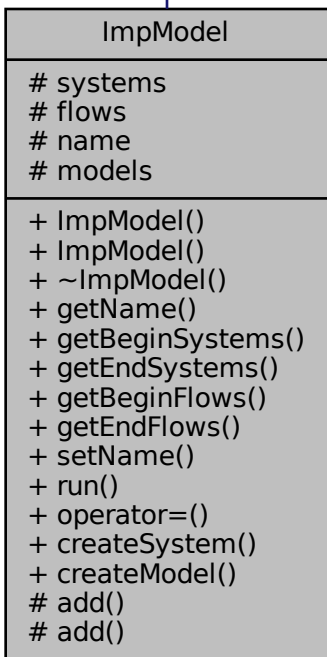 ImpModel
# systems
# flows
# name
# models
+ ImpModel()
+ ImpModel()
+ ~ImpModel()
+ getName()
+ getBeginSystems()
+ getEndSystems()
+ getBeginFlows()
+ getEndFlows()
+ setName()
+ run()
+ operator=()
+ createSystem()
+ createModel()
# add()
# add()